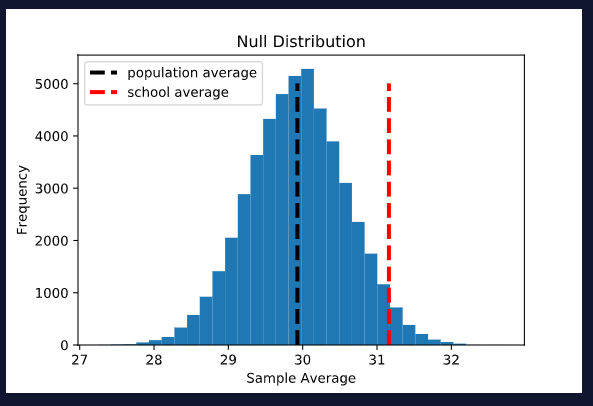 Null Distribution
population average
school average
5000
4000
3000
2000
1000
0
Frequency
27 28 29 30 31 32
Sample Average